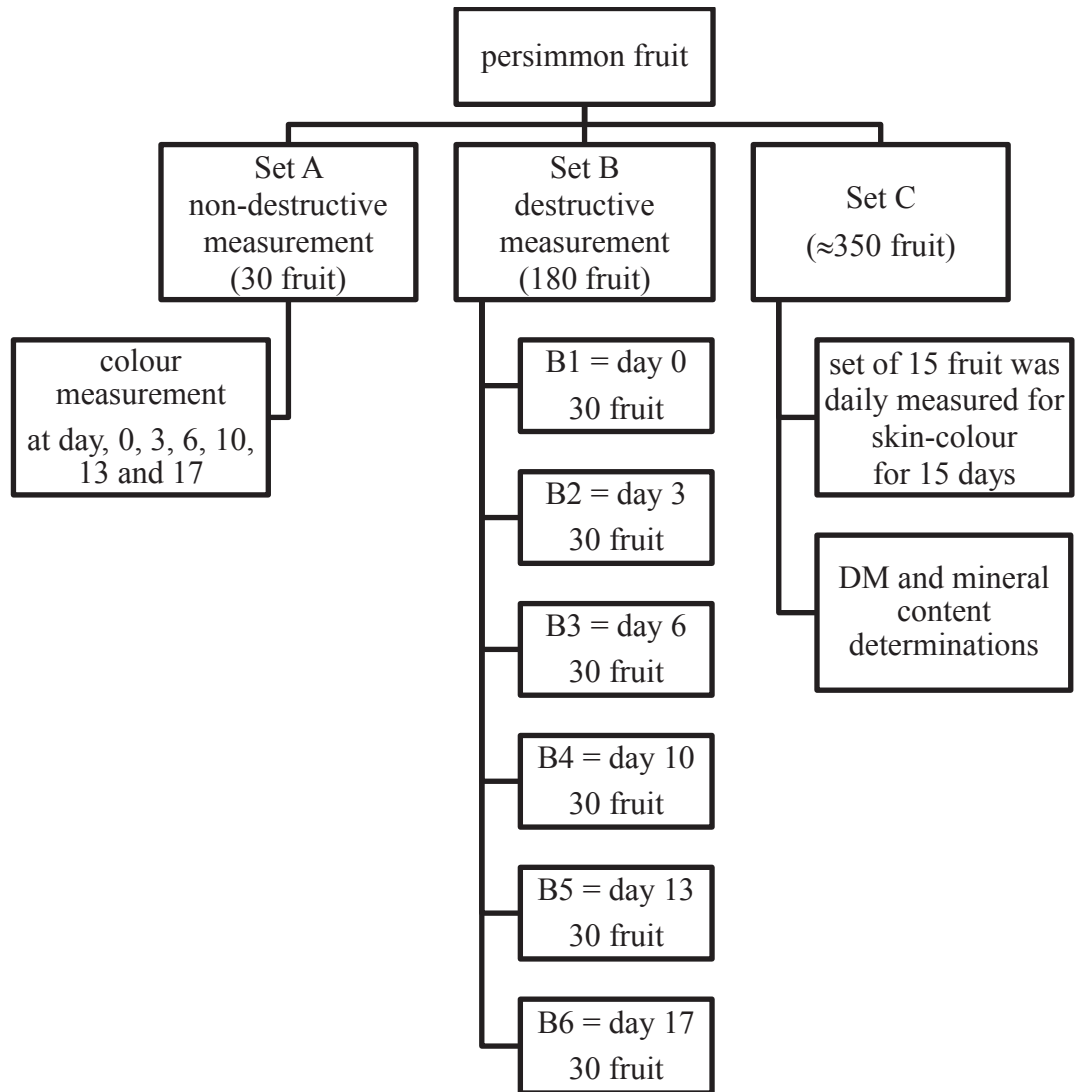 persimmon fruit
Set A
non-destructive
measurement
(30 fruit)
Set B
destructive
measurement
(180 fruit)
Set C
(≈350 fruit)
colour
measurement
at day, 0, 3, 6, 10,
13 and 17
B1 = day 0
30 fruit
B2 = day 3
30 fruit
B3 = day 6
30 fruit
B4 = day 10
30 fruit
B5 = day 13
30 fruit
B6 = day 17
30 fruit
set of 15 fruit was
daily measured for
skin-colour
for 15 days
DM and mineral
content
determinations